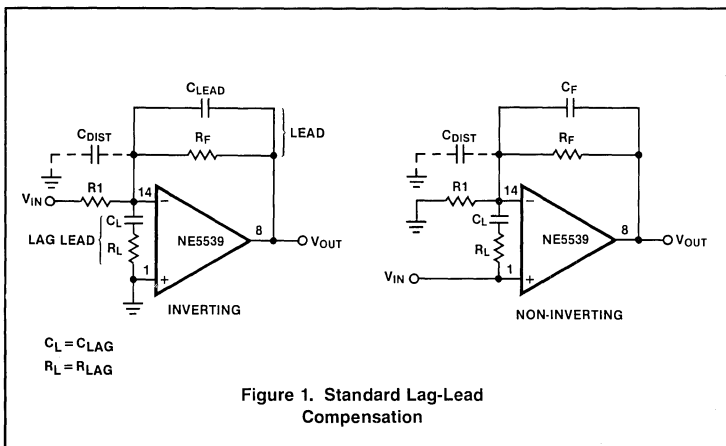 CLEAD
LEAD
CDIST
RF
VIN
R1
14
−
CL
LAG LEAD
RL
NE5539
8
VOUT
1
+
INVERTING
CL = CLAG
RL = RLAG
CF
CDIST
RF
R1
14
−
CL
RL
NE5539
8
VOUT
VIN
1
+
NON-INVERTING
Figure 1. Standard Lag-Lead
Compensation